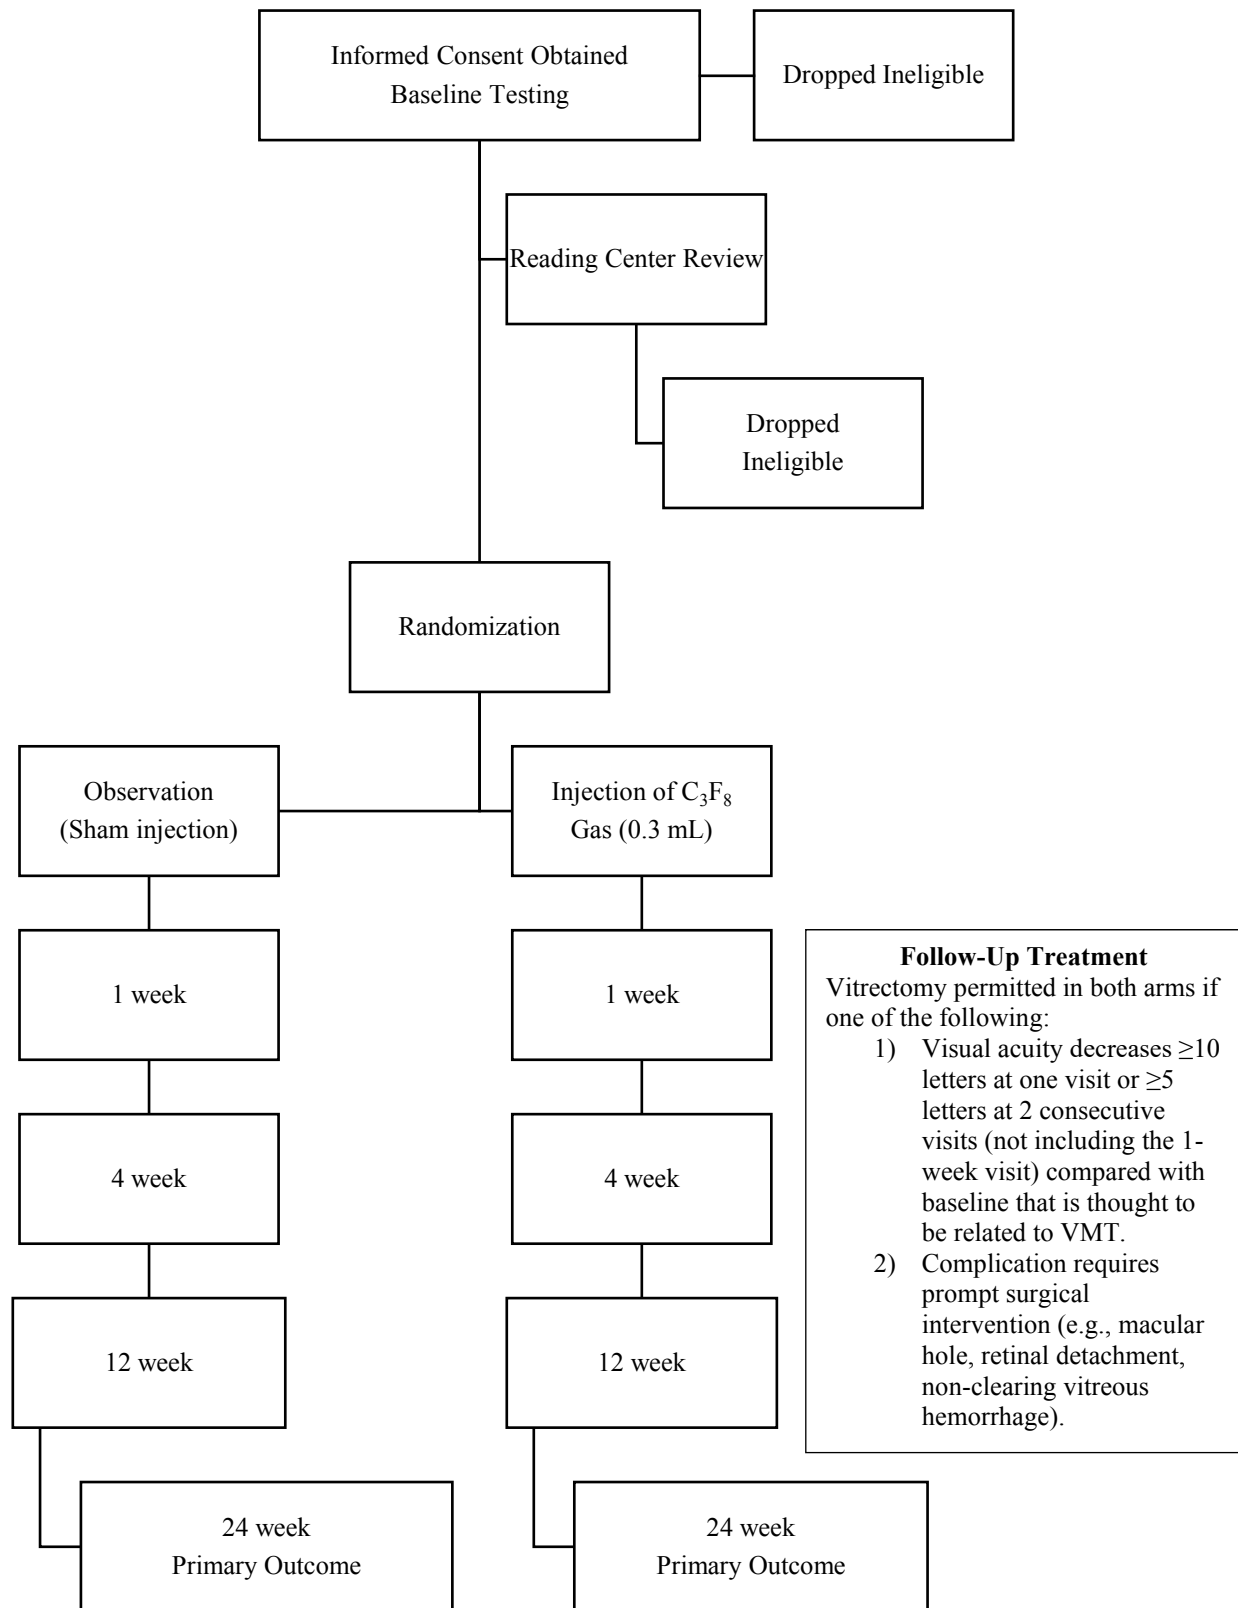 Informed Consent Obtained
Baseline Testing
Dropped Ineligible
Reading Center Review
Dropped
Ineligible
Randomization
Observation
(Sham injection)
Injection of C₃F₈
Gas (0.3 mL)
1 week
1 week
4 week
4 week
12 week
12 week
24 week
Primary Outcome
24 week
Primary Outcome
Follow-Up Treatment
Vitrectomy permitted in both arms if
one of the following:
1) Visual acuity decreases ≥10
letters at one visit or ≥5
letters at 2 consecutive
visits (not including the 1-
week visit) compared with
baseline that is thought to
be related to VMT.
2) Complication requires
prompt surgical
intervention (e.g., macular
hole, retinal detachment,
non-clearing vitreous
hemorrhage).